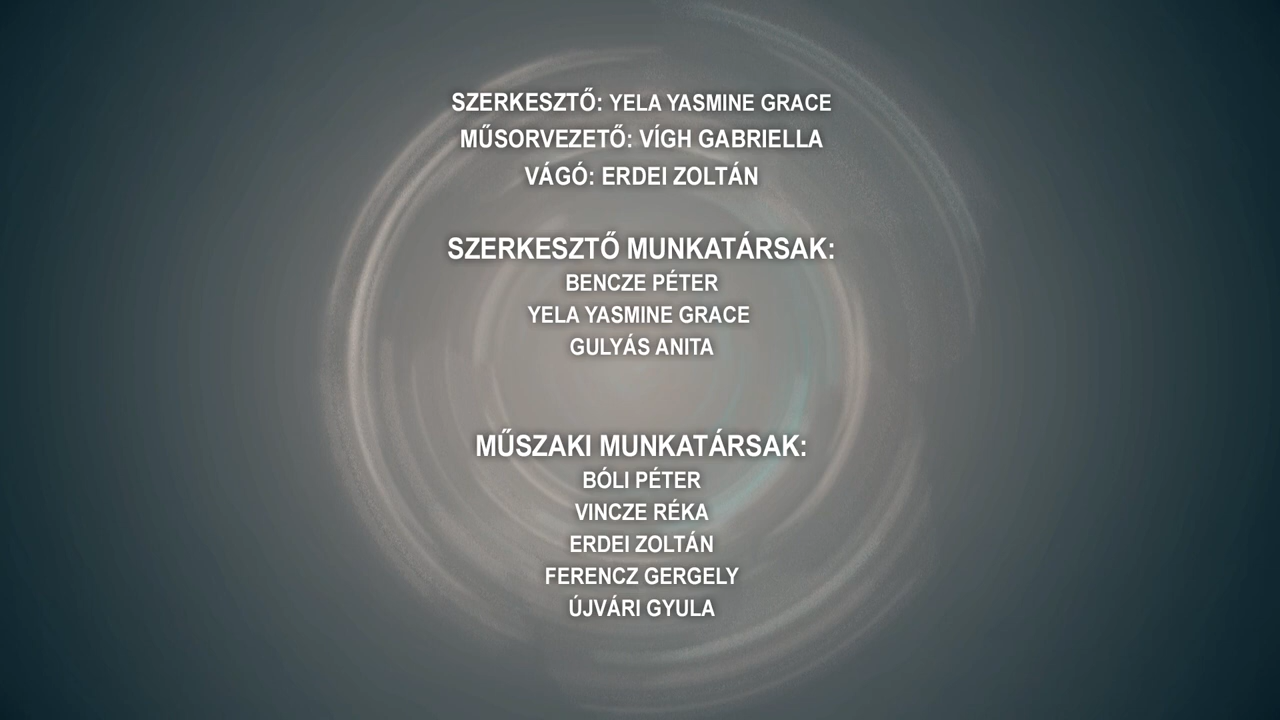 SZERKESZTŐ: YELA YASMINE GRACE
MŰSORVEZETŐ: VÍGH GABRIELLA
VÁGÓ: ERDEI ZOLTÁN
SZERKESZTŐ MUNKATÁRSAK:
BENCZE PÉTER
YELA YASMINE GRACE
GULYÁS ANITA
MŰSZAKI MUNKATÁRSAK:
BÓLI PÉTER
VINCZE RÉKA
ERDEI ZOLTÁN
FERENCZ GERGELY
ÚJVÁRI GYULA